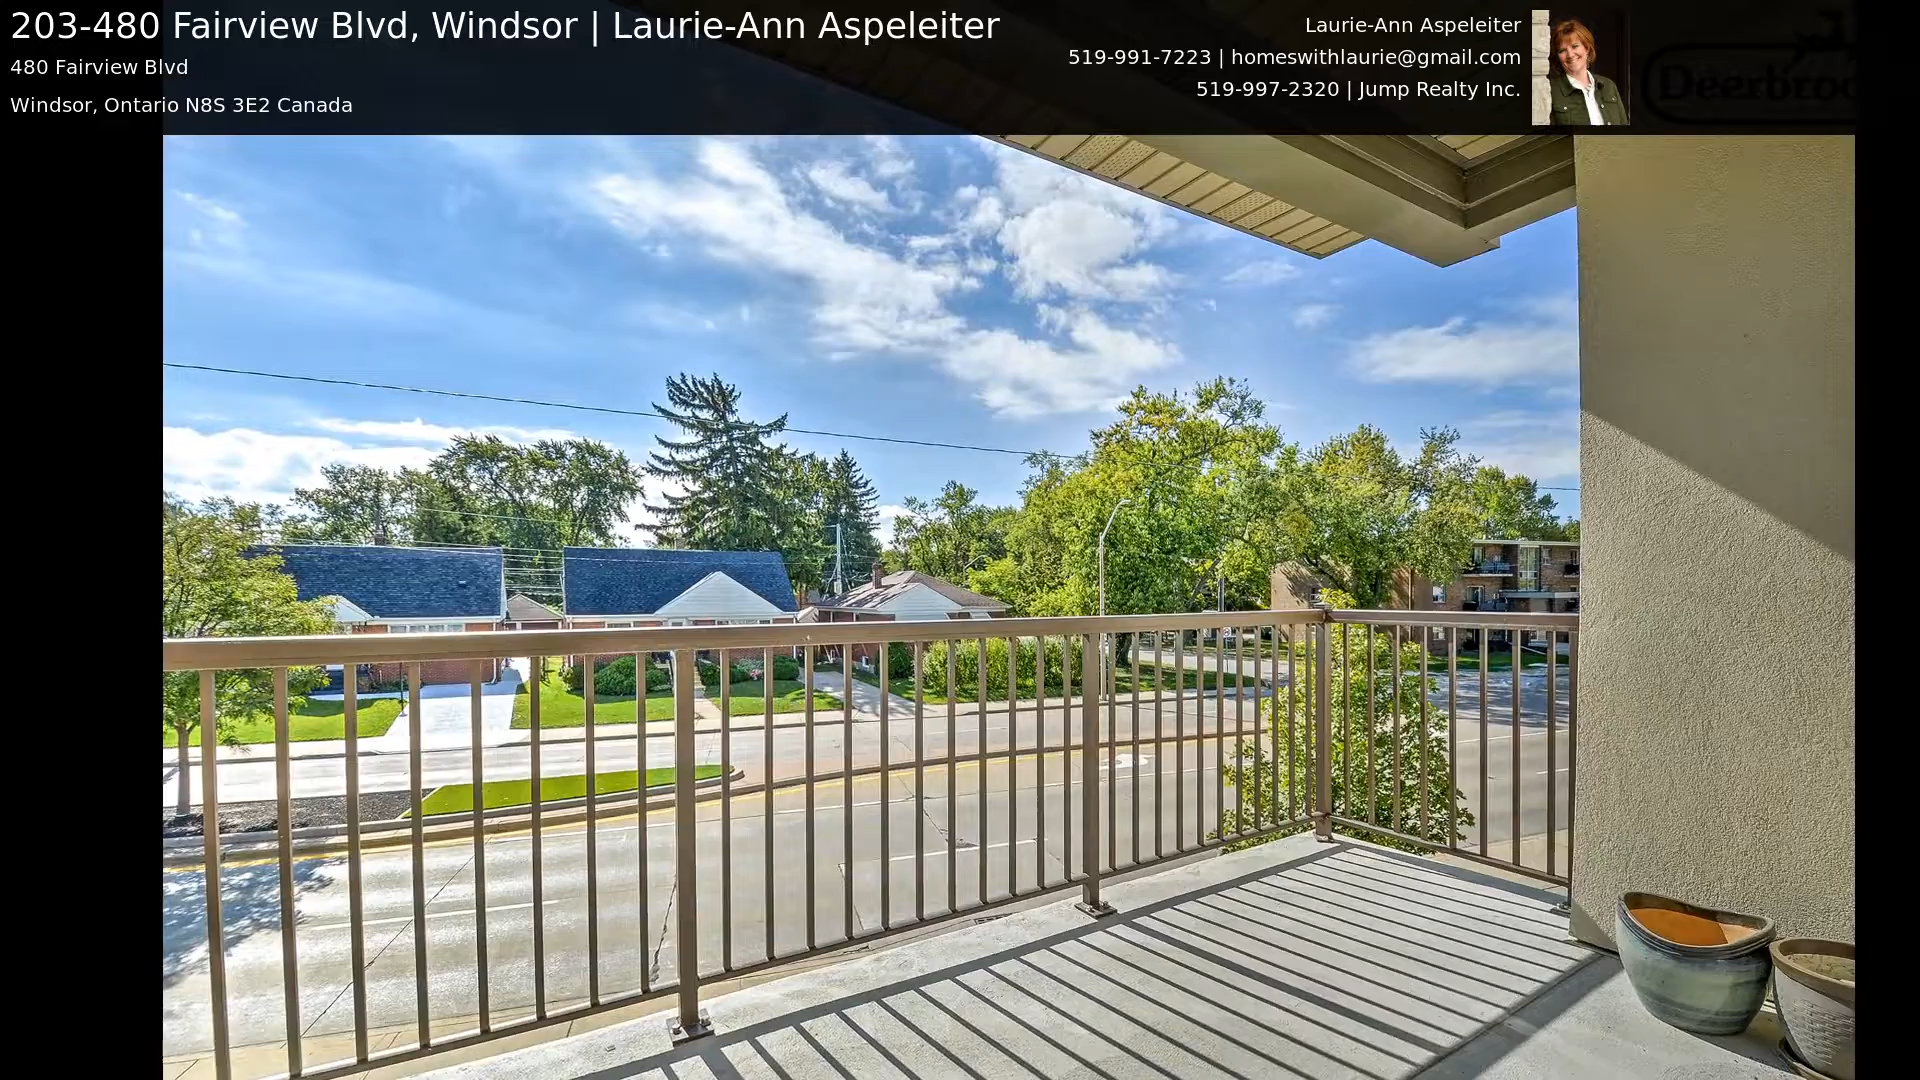 203-480 Fairview Blvd, Windsor | Laurie-Ann Aspeleiter
480 Fairview Blvd
Windsor, Ontario N8S 3E2 Canada
Laurie-Ann Aspeleiter
519-991-7223 | homeswithlaurie@gmail.com
519-997-2320 | Jump Realty Inc.